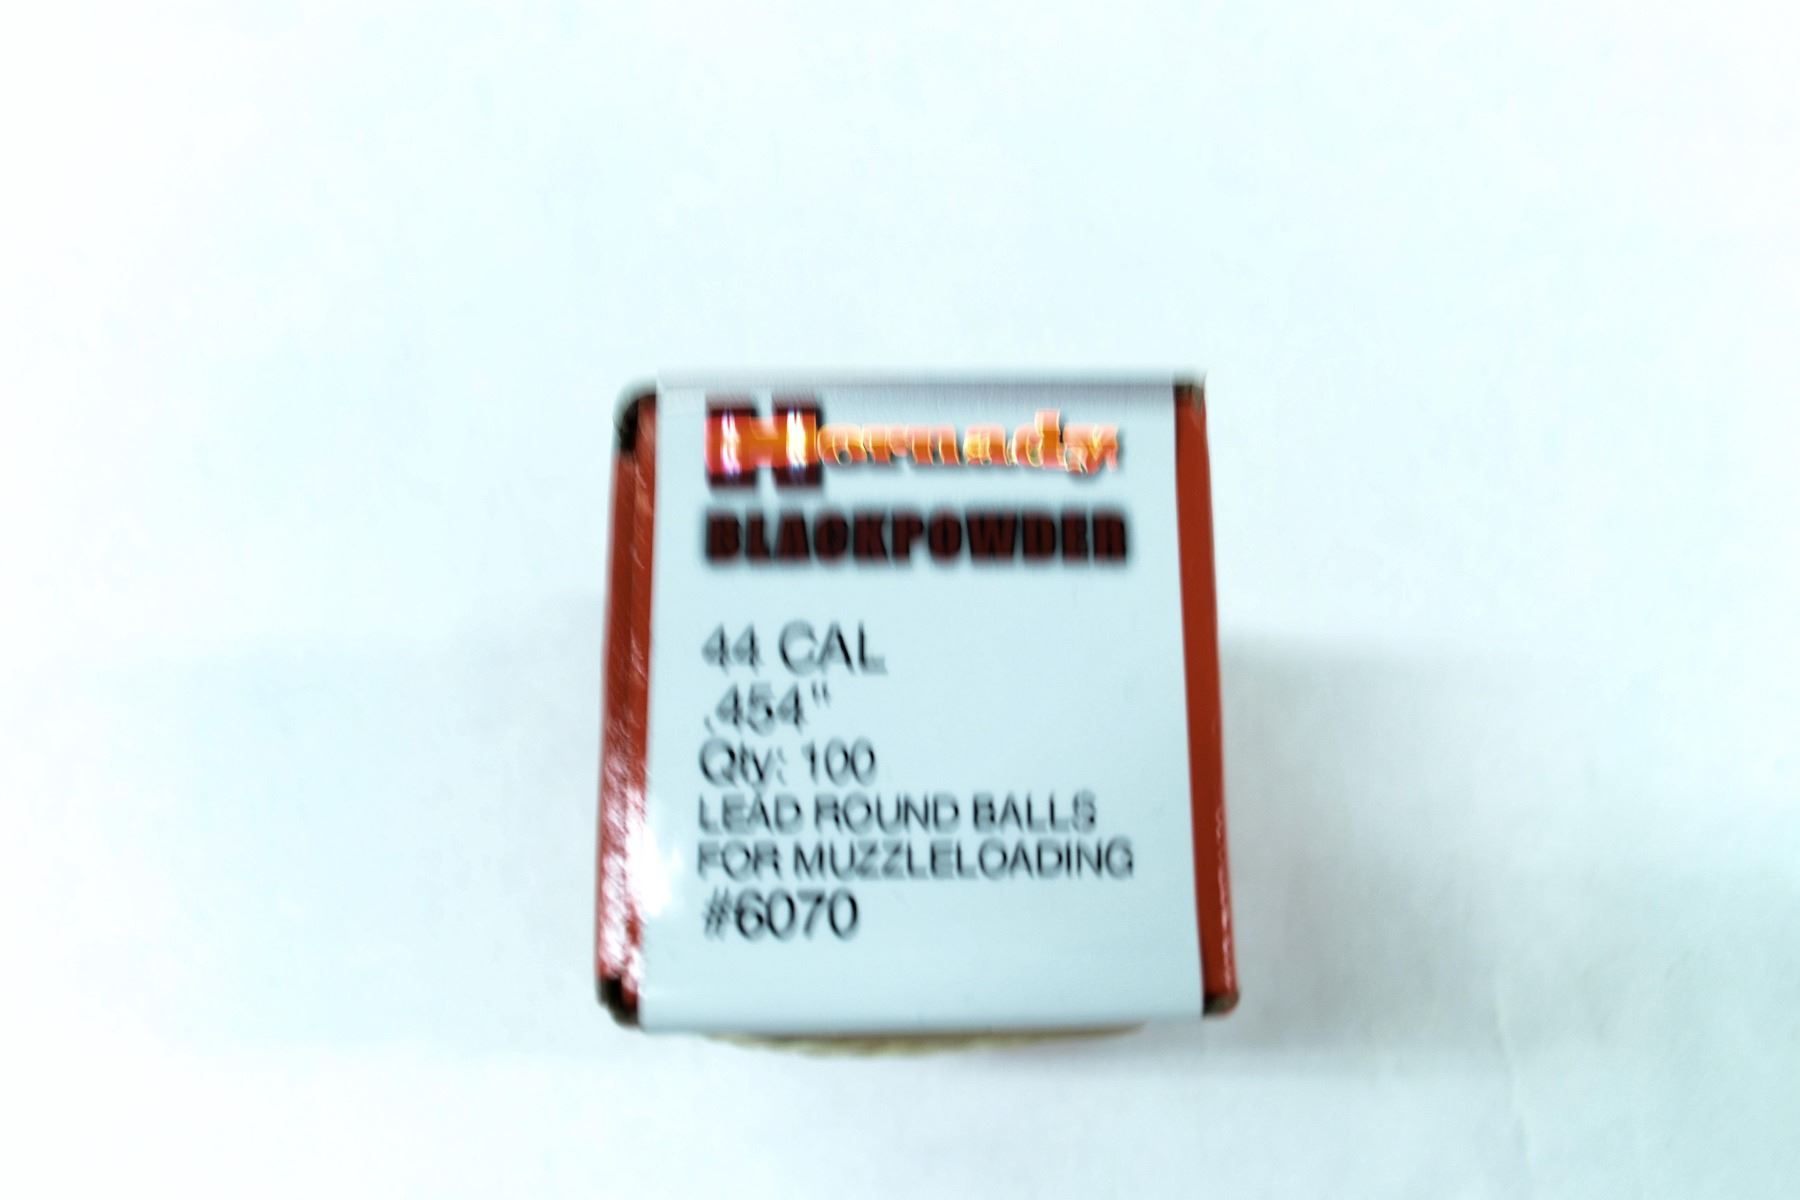 Hornady
BLACKPOWDER
44 CAL
.454"
Qty: 100
LEAD ROUND BALLS
FOR MUZZLELOADING
#6070